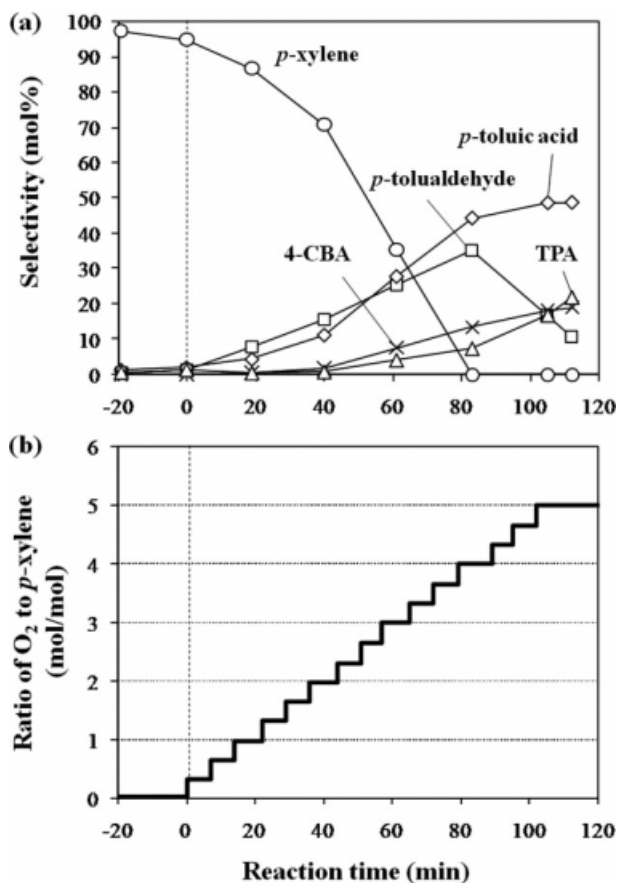 (a)
100
90
80
70
60
50
40
30
20
10
0
Selectivity (mol%)
p-xylene
p-toluic acid
p-tolualdehyde
4-CBA
TPA
-20 0 20 40 60 80 100 120
(b)
6
5
4
3
2
1
0
Ratio of O₂ to p-xylene
(mol/mol)
-20 0 20 40 60 80 100 120
Reaction time (min)